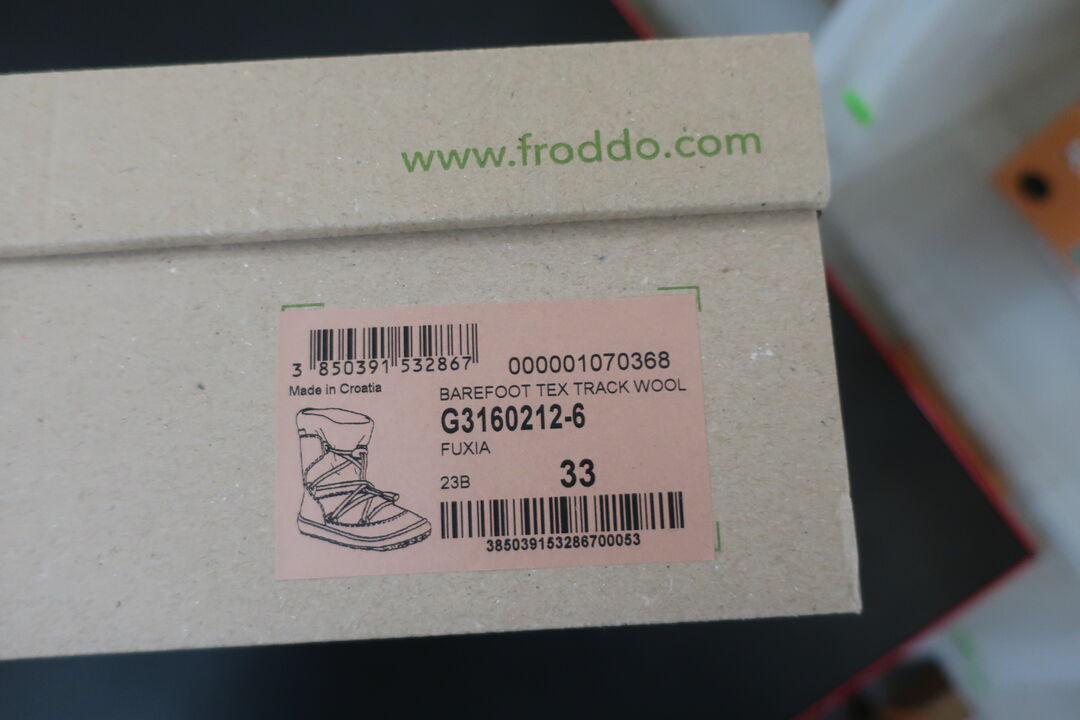 www.froddo.com
3 850391 532867
000001070368
Made in Croatia
BAREFOOT TEX TRACK WOOL
G3160212-6
FUXIA
23B
33
385039153286700053